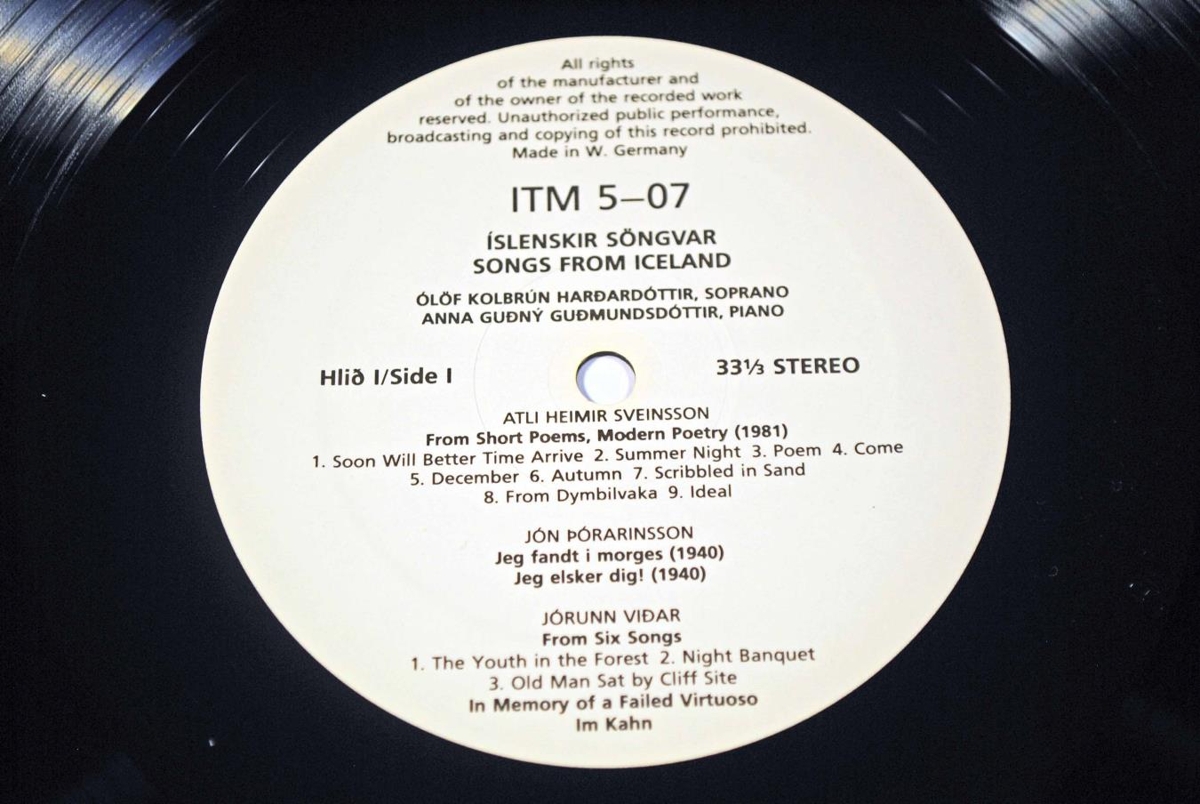 All rights
of the manufacturer and
of the owner of the recorded work
reserved. Unauthorized public performance,
broadcasting and copying of this record prohibited.
Made in W. Germany
ITM 5–07
ÍSLENSKIR SÖNGVAR
SONGS FROM ICELAND
ÓLÖF KOLBRÚN HARÐARDÓTTIR, SOPRANO
ANNA GUÐNÝ GUÐMUNDSDÓTTIR, PIANO
Hlið I/Side I
33⅓ STEREO
ATLI HEIMIR SVEINSSON
From Short Poems, Modern Poetry (1981)
1. Soon Will Better Time Arrive 2. Summer Night 3. Poem 4. Come
5. December 6. Autumn 7. Scribbled in Sand
8. From Dymbilvaka 9. Ideal
JÓN ÞÓRARINSSON
Jeg fandt i morges (1940)
Jeg elsker dig! (1940)
JÓRUNN VIÐAR
From Six Songs
1. The Youth in the Forest 2. Night Banquet
3. Old Man Sat by Cliff Site
In Memory of a Failed Virtuoso
Im Kahn